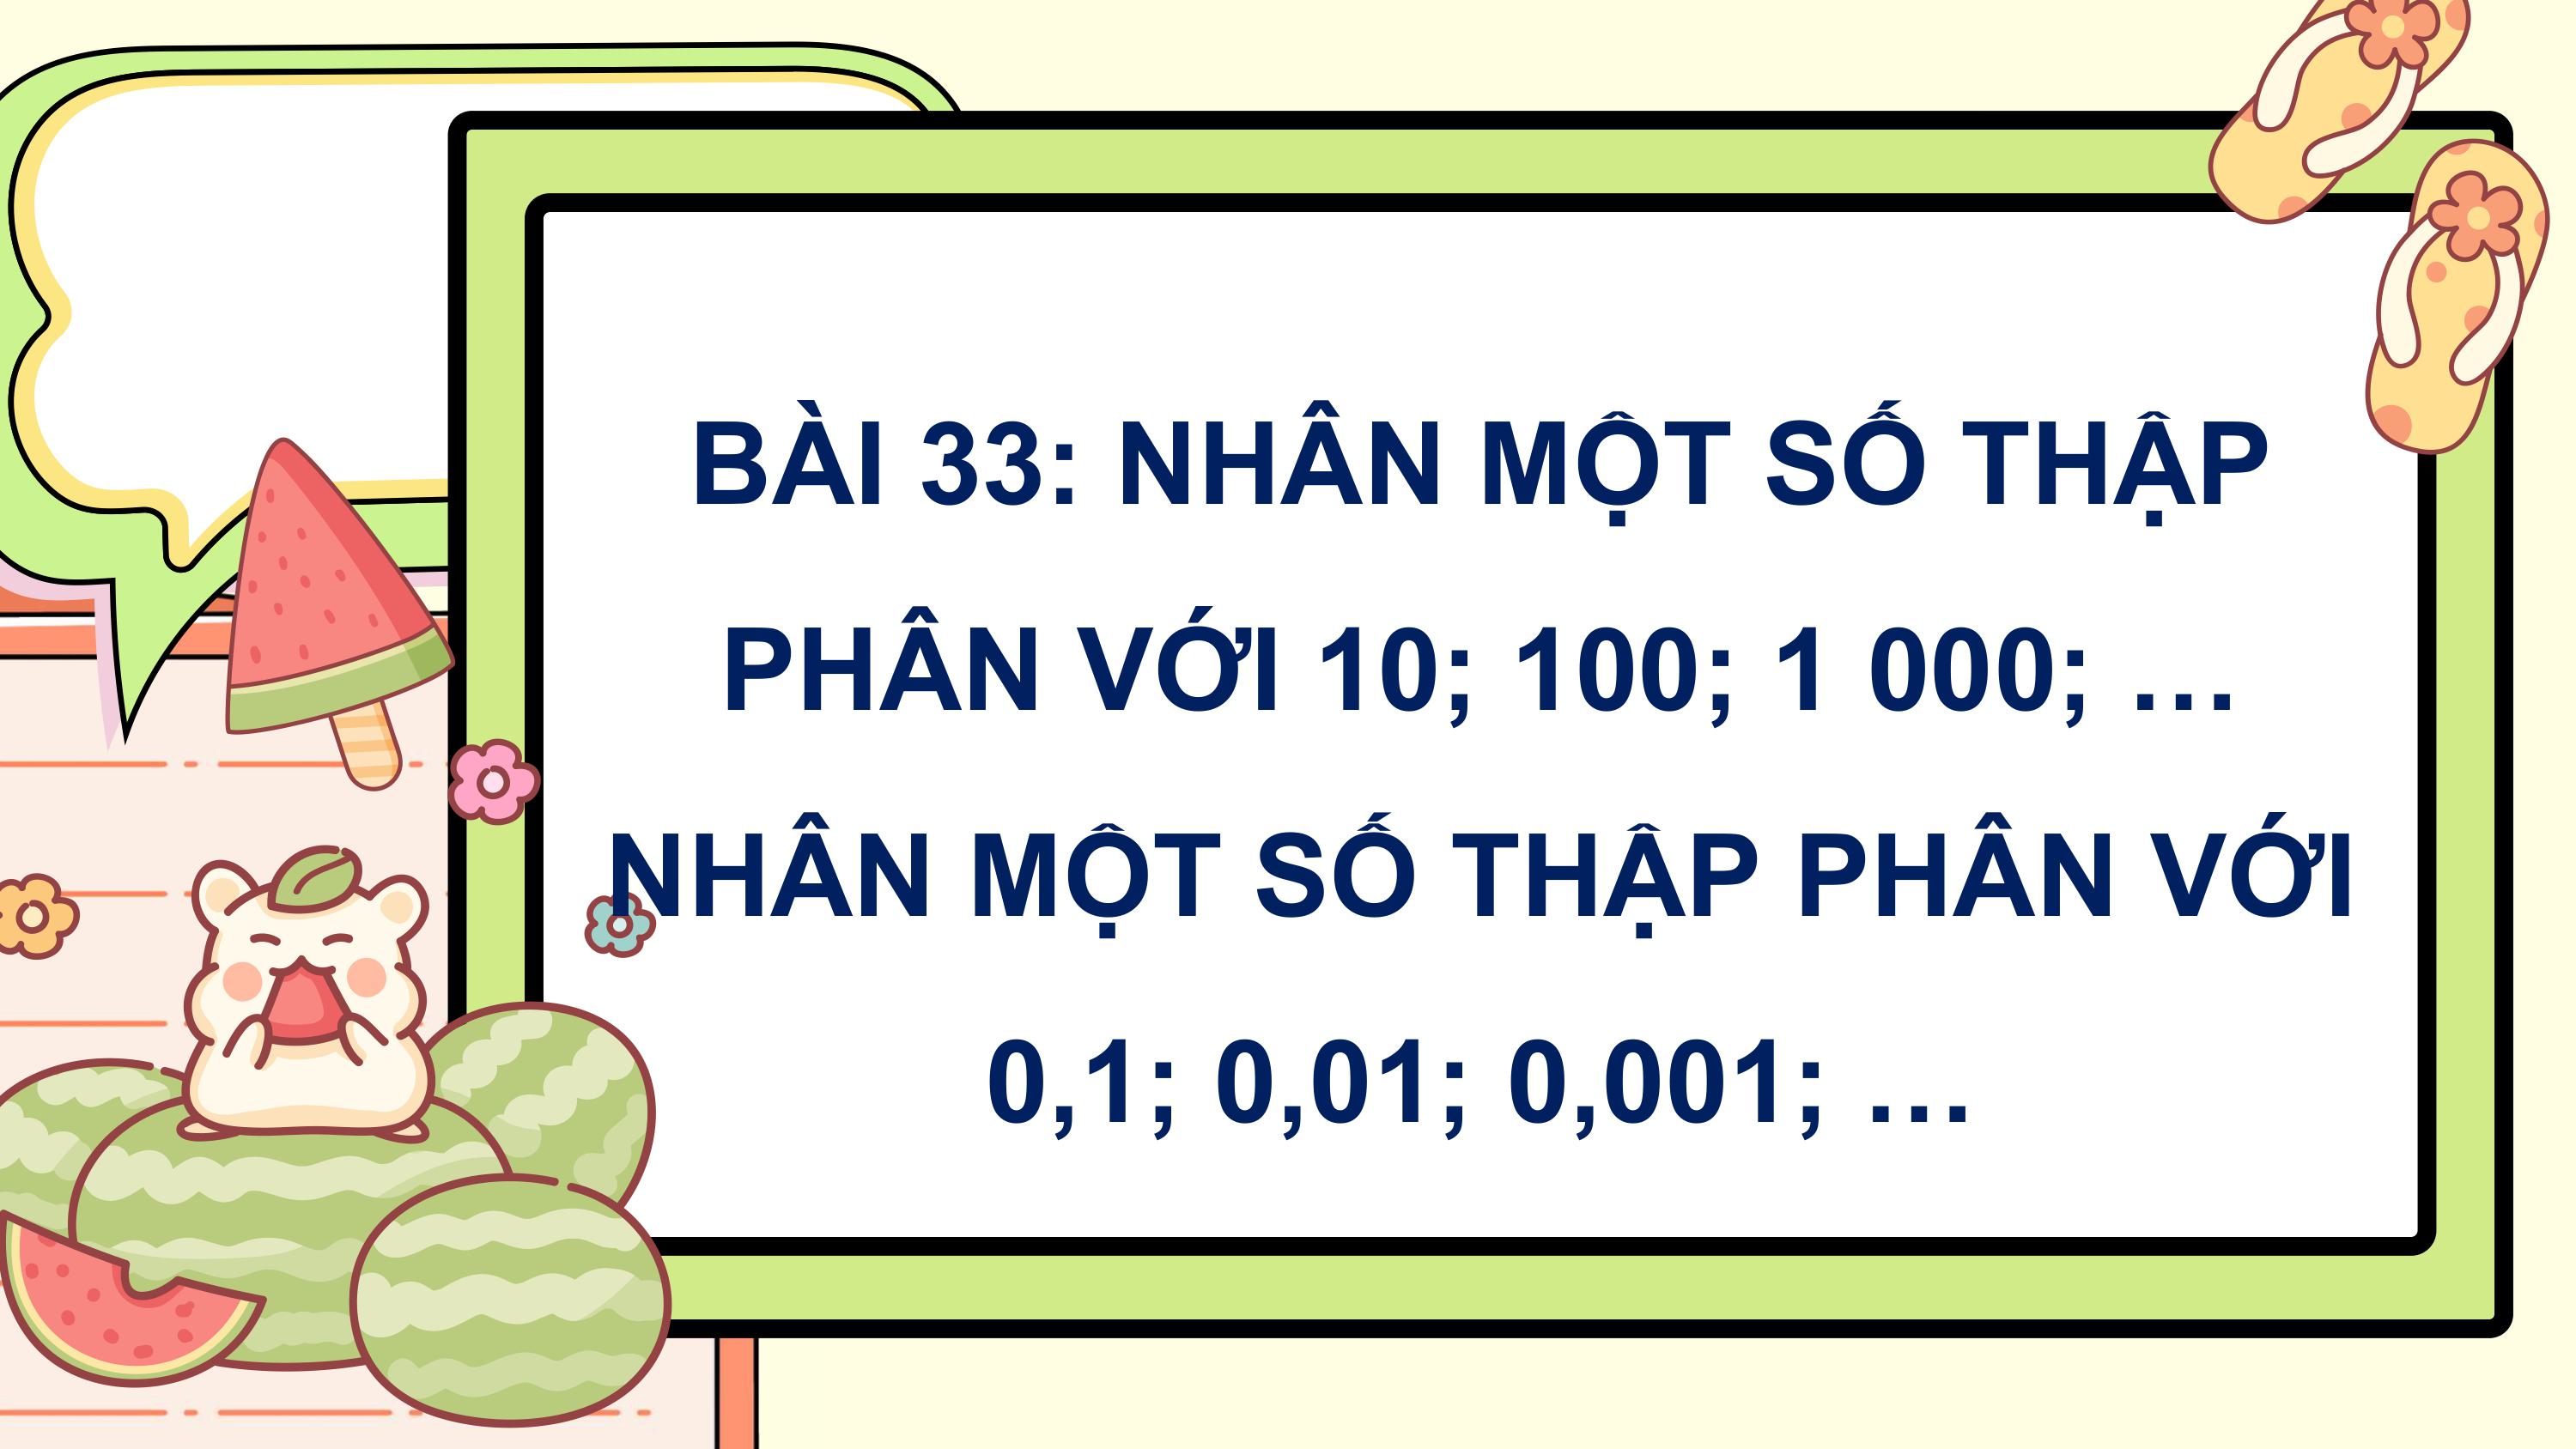 BÀI 33: NHÂN MỘT SỐ THẬP
PHÂN VỚI 10; 100; 1 000; …
NHÂN MỘT SỐ THẬP PHÂN VỚI
0,1; 0,01; 0,001; …